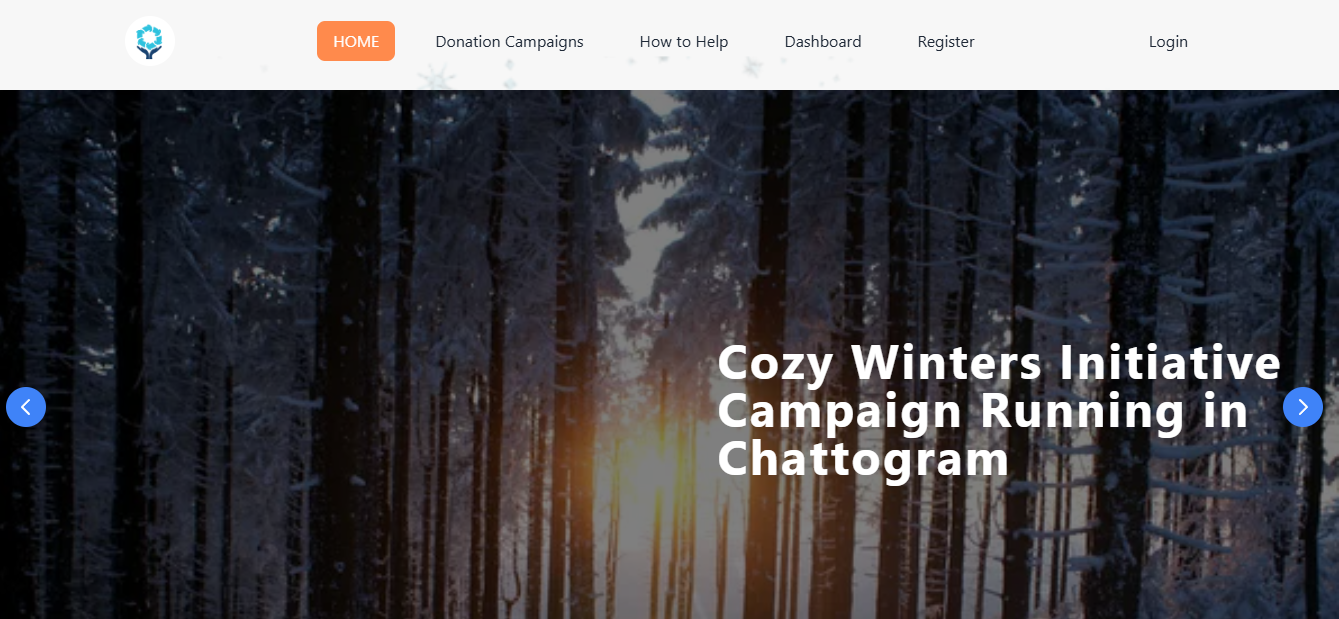 HOME Donation Campaigns How to Help Dashboard Register Login
Cozy Winters Initiative
Campaign Running in
Chattogram